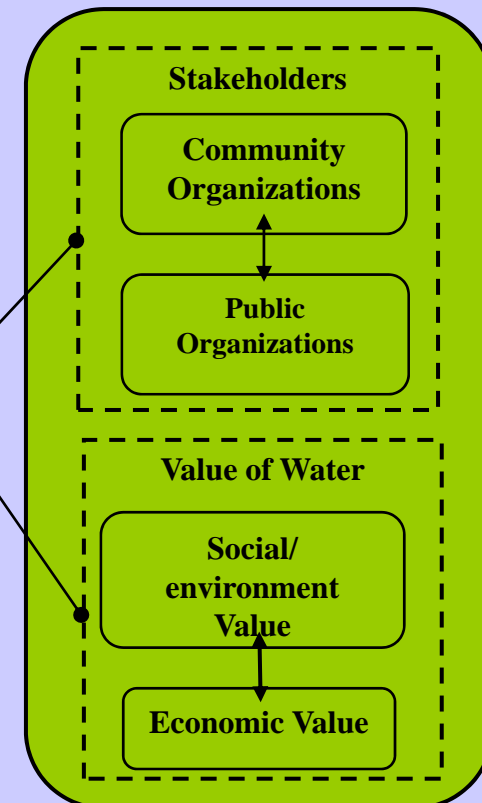 Stakeholders
Community
Organizations
Public
Organizations
Value of Water
Social/
environment
Value
Economic Value